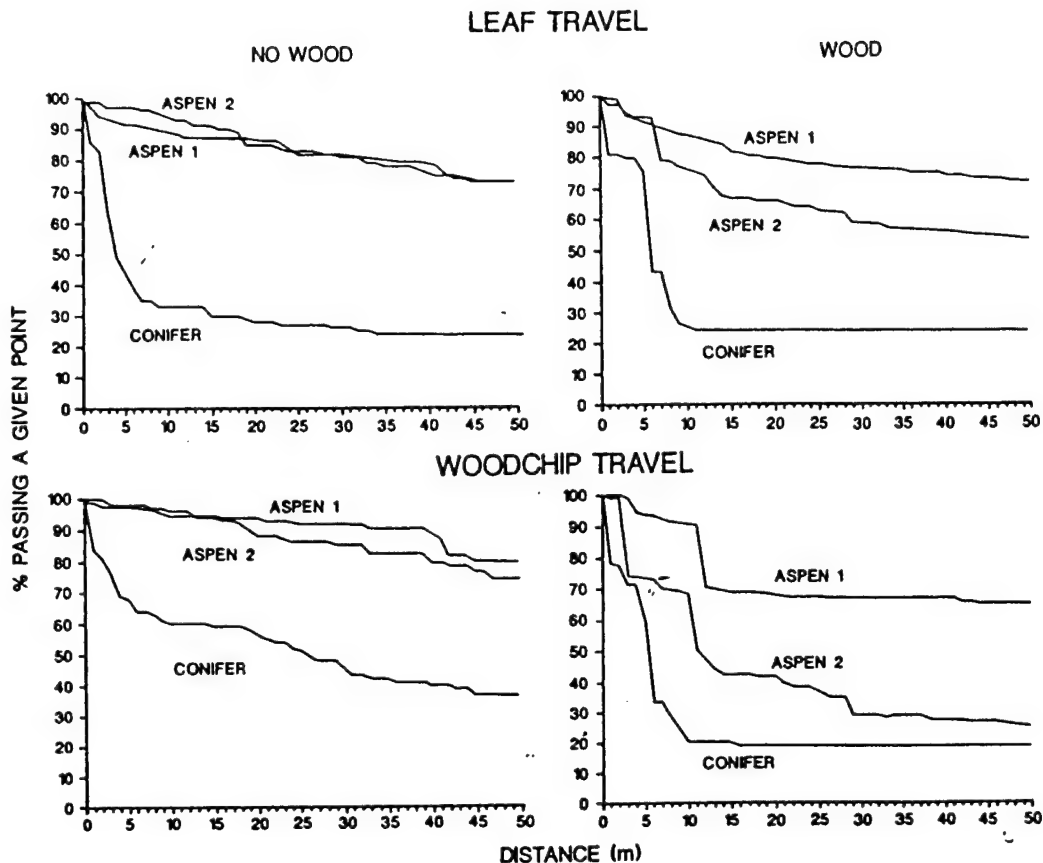 LEAF TRAVEL
NO WOOD
WOOD
% PASSING A GIVEN POINT
100
90
80
70
60
50
40
30
20
10
0
ASPEN 2
ASPEN 1
CONIFER
0 5 10 15 20 25 30 35 40 45 50
100
90
80
70
60
50
40
30
20
10
0
ASPEN 1
ASPEN 2
CONIFER
0 5 10 15 20 25 30 35 40 45 50
WOODCHIP TRAVEL
100
90
80
70
60
50
40
30
20
10
0
ASPEN 1
ASPEN 2
CONIFER
0 5 10 15 20 25 30 35 40 45 50
100
90
80
70
60
50
40
30
20
10
0
ASPEN 1
ASPEN 2
CONIFER
0 5 10 15 20 25 30 35 40 45 50
DISTANCE (m)